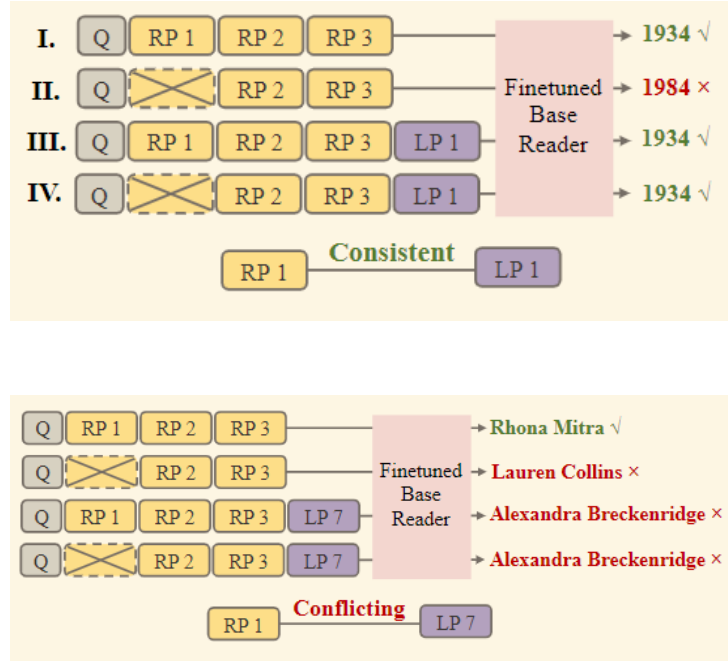 I. Q RP 1 RP 2 RP 3 1934 √
II. Q RP 2 RP 3 1984 ×
III. Q RP 1 RP 2 RP 3 LP 1 1934 √
IV. Q RP 2 RP 3 LP 1 1934 √
Finetuned
Base
Reader
RP 1 Consistent LP 1
Q RP 1 RP 2 RP 3 Rhona Mitra √
Q RP 2 RP 3 Lauren Collins ×
Q RP 1 RP 2 RP 3 LP 7 Alexandra Breckenridge ×
Q RP 2 RP 3 LP 7 Alexandra Breckenridge ×
Finetuned
Base
Reader
RP 1 Conflicting LP 7